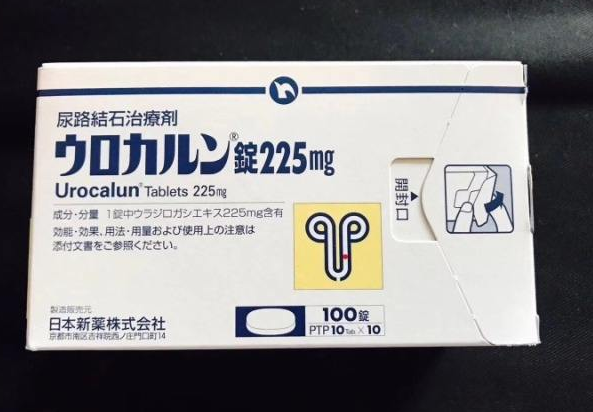 尿路結石治療剤
ウロカルン®錠225mg
Urocalun® Tablets 225mg
成分・分量 1錠中ウラジロガシエキス225mg含有
効能・効果、用法・用量および使用上の注意は
添付文書をご参照ください。
開封口
製造販売元
日本新薬株式会社
京都市南区吉祥院西ノ庄門口町14
100錠
PTP 10Tabs × 10